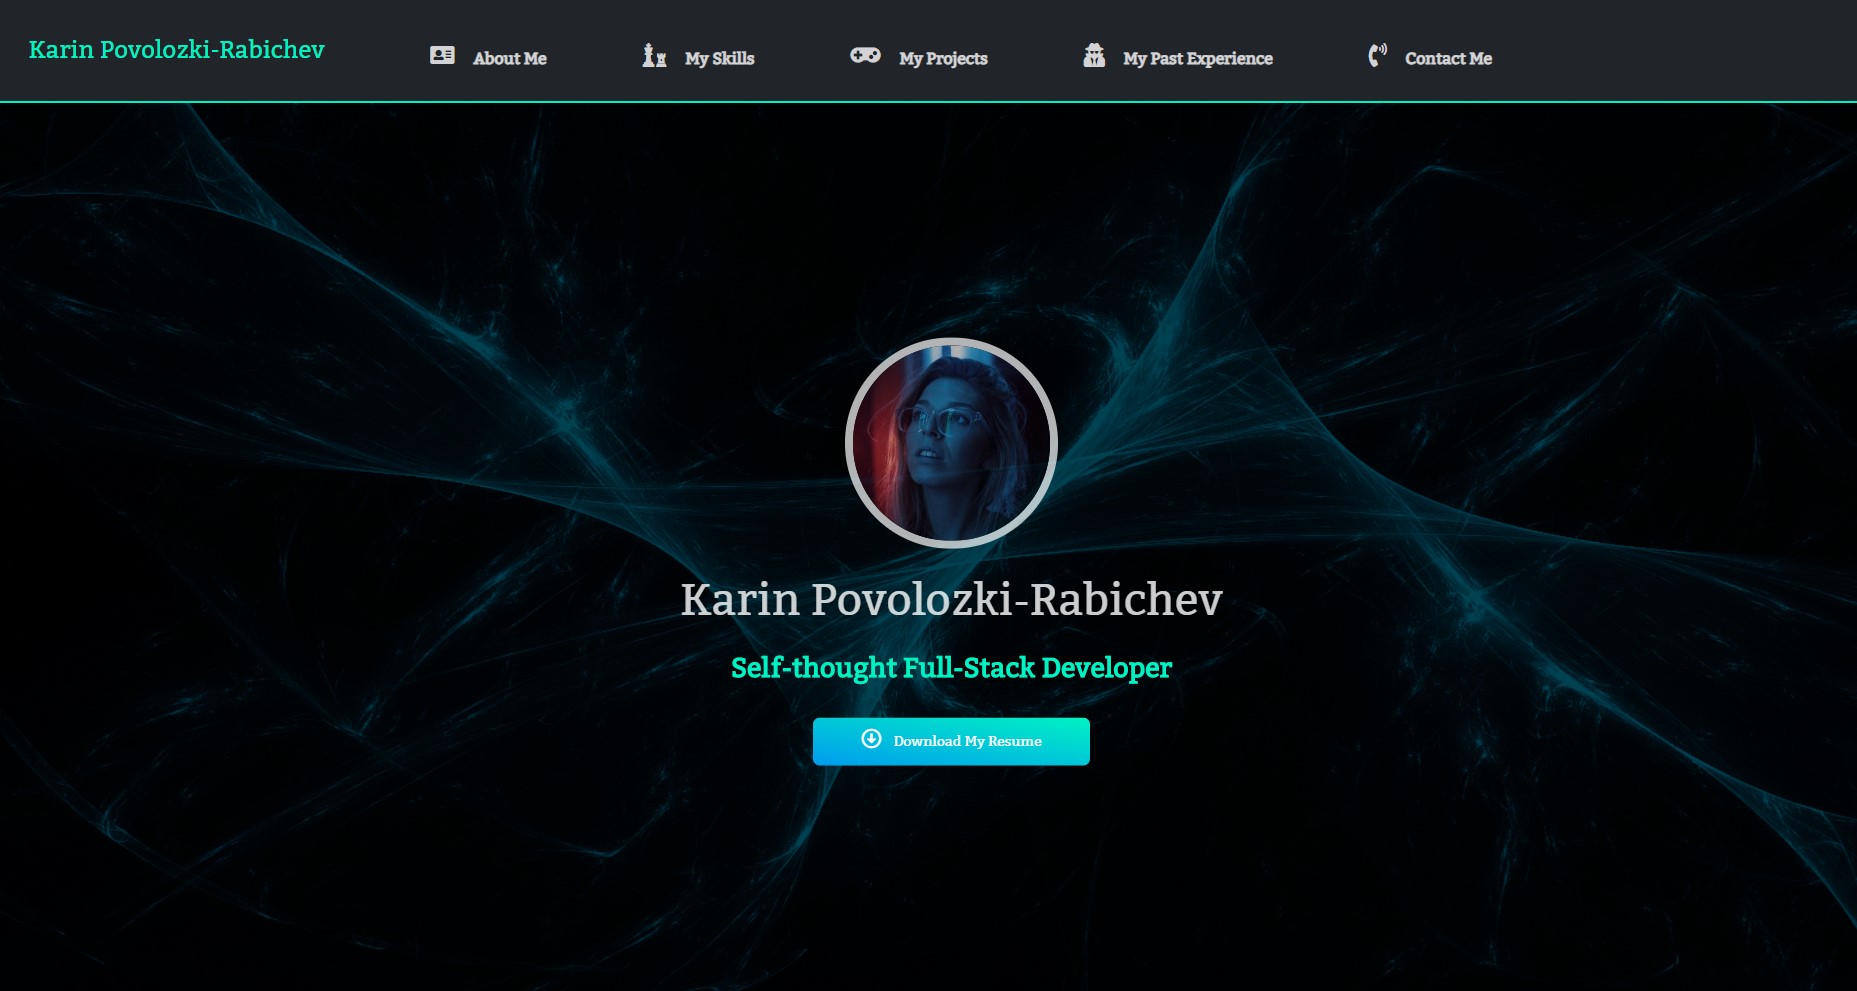 Karin Povolozki-Rabichev
About Me
My Skills
My Projects
My Past Experience
Contact Me
Karin Povolozki-Rabichev
Self-thought Full-Stack Developer
Download My Resume